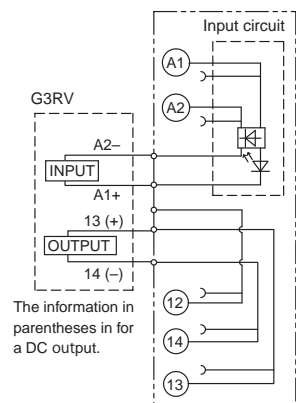 Input circuit
A1
A2
G3RV
A2–
INPUT
A1+
13 (+)
OUTPUT
14 (–)
The information in
parentheses in for
a DC output.
12
14
13